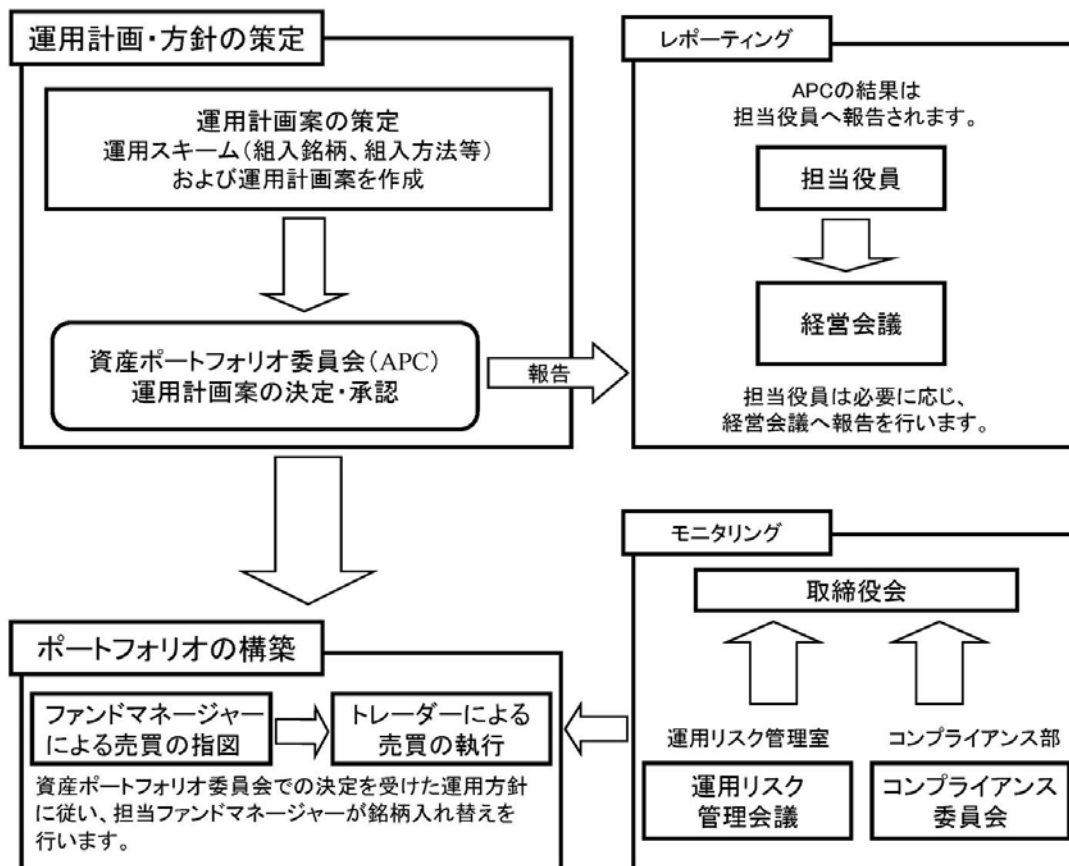 運用計画・方針の策定
運用計画案の策定
運用スキーム(組入銘柄、組入方法等)
および運用計画案を作成
資産ポートフォリオ委員会(APC)
運用計画案の決定・承認
報告
レポーティング
APCの結果は
担当役員へ報告されます。
担当役員
経営会議
担当役員は必要に応じ、
経営会議へ報告を行います。
ポートフォリオの構築
ファンドマネージャー
による売買の指図
トレーダーによる
売買の執行
資産ポートフォリオ委員会での決定を受けた運用方針
に従い、担当ファンドマネージャーが銘柄入れ替えを
行います。
モニタリング
取締役会
運用リスク管理室
コンプライアンス部
運用リスク
管理会議
コンプライアンス
委員会